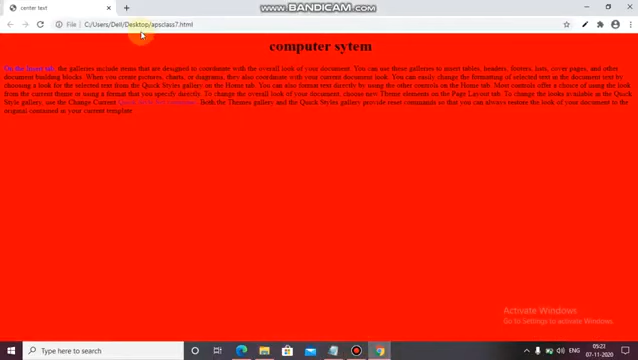 www.BANDICAM.com
center text
File
C:/Users/Dell/Desktop/apsclass7.html
computer sytem
On the Insert tab, the galleries include items that are designed to coordinate with the overall look of your document. You can use these galleries to insert tables, headers, footers, lists, cover pages, and other
document building blocks. When you create pictures, charts, or diagrams, they also coordinate with your current document look. You can easily change the formatting of selected text in the document text by
choosing a look for the selected text from the Quick Styles gallery on the Home tab. You can also format text directly by using the other controls on the Home tab. Most controls offer a choice of using the look
from the current theme or using a format that you specify directly. To change the overall look of your document, choose new Theme elements on the Page Layout tab. To change the looks available in the Quick
Style gallery, use the Change Current Quick Style Set command. Both the Themes gallery and the Quick Styles gallery provide reset commands so that you can always restore the look of your document to the
original contained in your current template
Activate Windows
Go to Settings to activate Windows.
Type here to search
ENG
05:23
07-11-2020